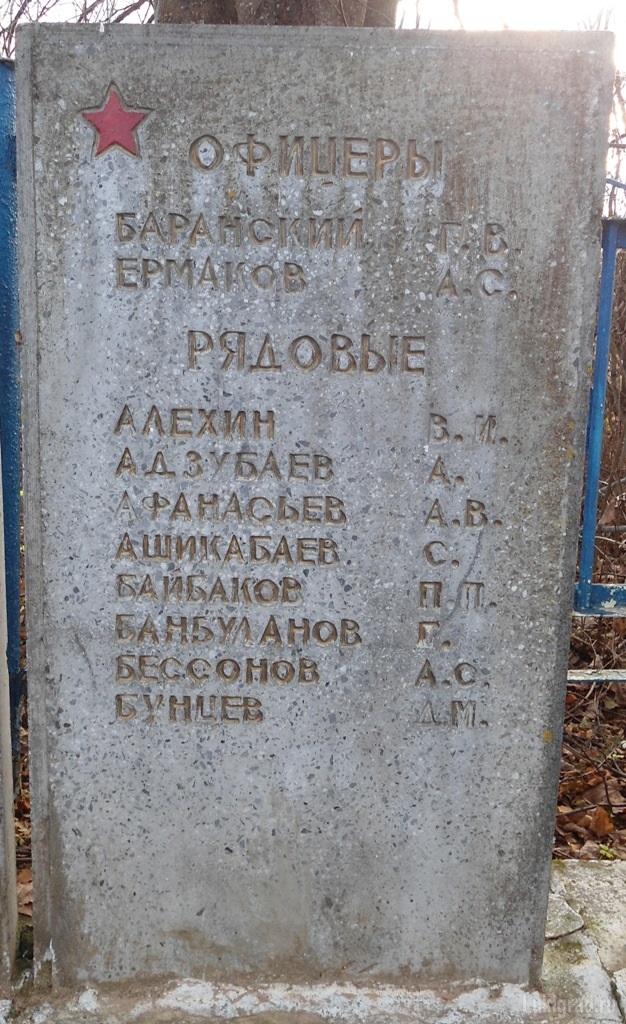 ОФИЦЕРЫ
БАРАНСКИЙ Г. В.
ЕРМАКОВ А. С.
РЯДОВЫЕ
АЛЕХИН В. И.
АДЗУБАЕВ А.
АФАНАСЬЕВ А. В.
АШИКАБАЕВ С.
БАЙБАКОВ П. П.
БАНБУЛАНОВ Г.
БЕССОНОВ А. С.
БУНЦЕВ